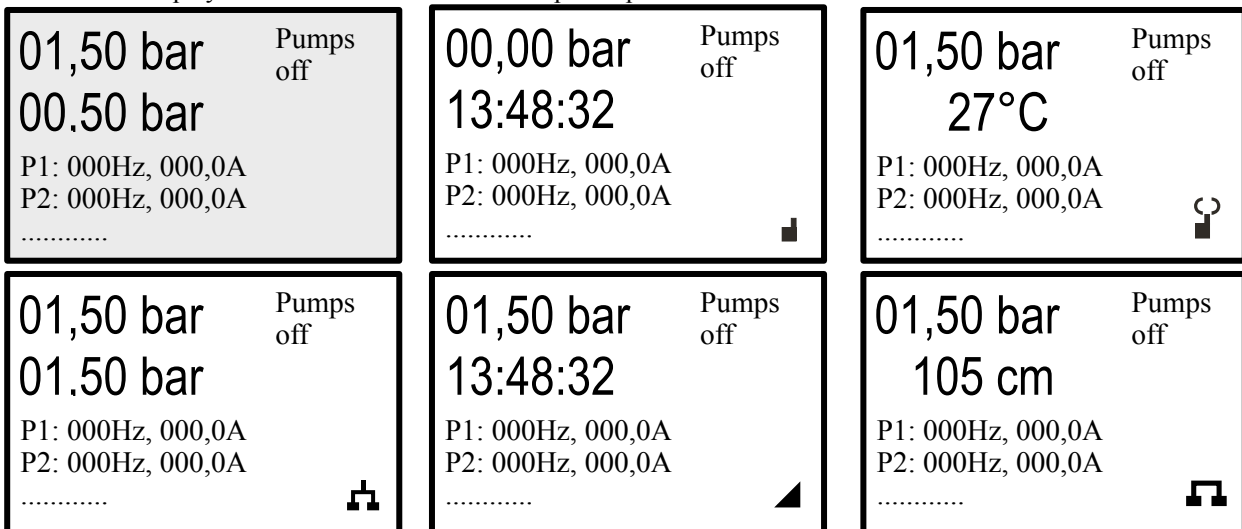 01,50 bar Pumps
off
00.50 bar
P1: 000Hz, 000,0A
P2: 000Hz, 000,0A
............
00,00 bar Pumps
off
13:48:32
P1: 000Hz, 000,0A
P2: 000Hz, 000,0A
............
01,50 bar Pumps
off
27°C
P1: 000Hz, 000,0A
P2: 000Hz, 000,0A
............
01,50 bar Pumps
off
01.50 bar
P1: 000Hz, 000,0A
P2: 000Hz, 000,0A
............
01,50 bar Pumps
off
13:48:32
P1: 000Hz, 000,0A
P2: 000Hz, 000,0A
............
01,50 bar Pumps
off
105 cm
P1: 000Hz, 000,0A
P2: 000Hz, 000,0A
............